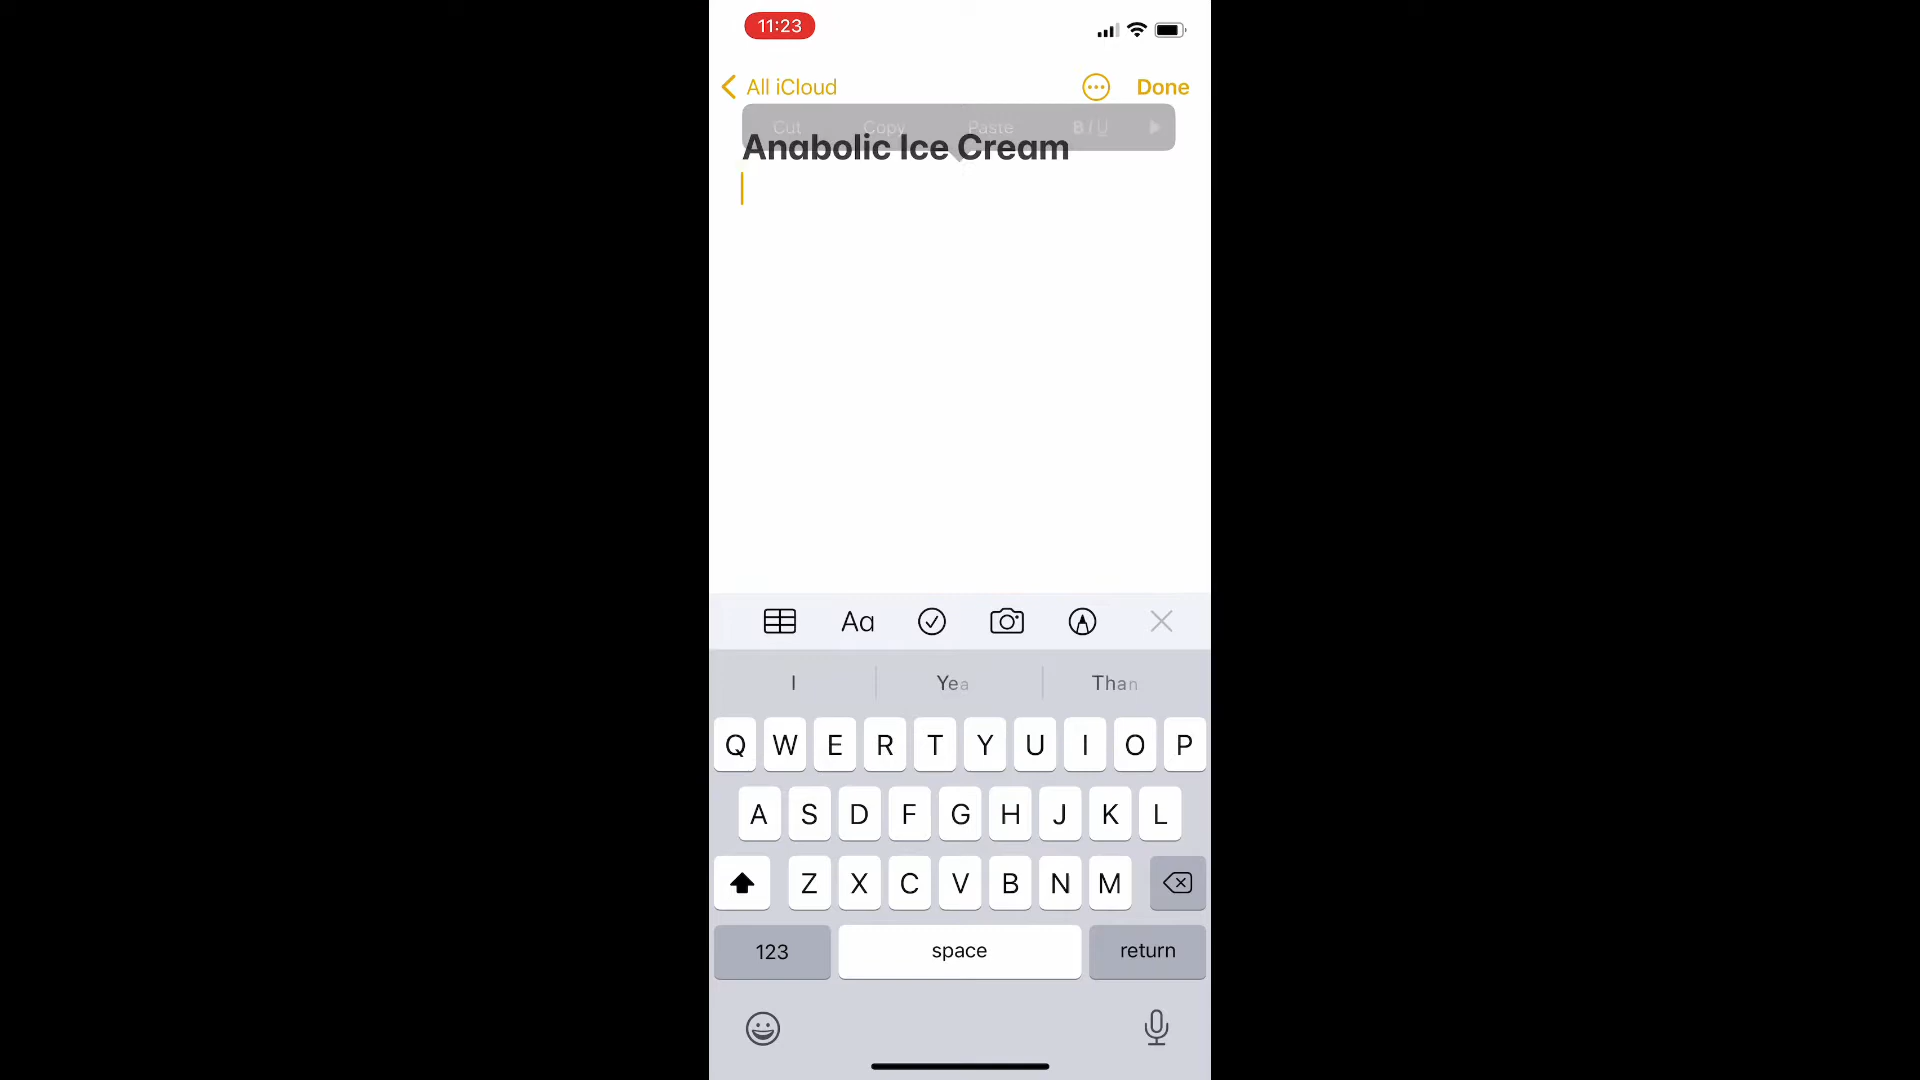 11:23
All iCloud
Done
Cut Copy Paste B I U
Anabolic Ice Cream
Aa
I Yea Than
Q W E R T Y U I O P
A S D F G H J K L
Z X C V B N M
123 space return